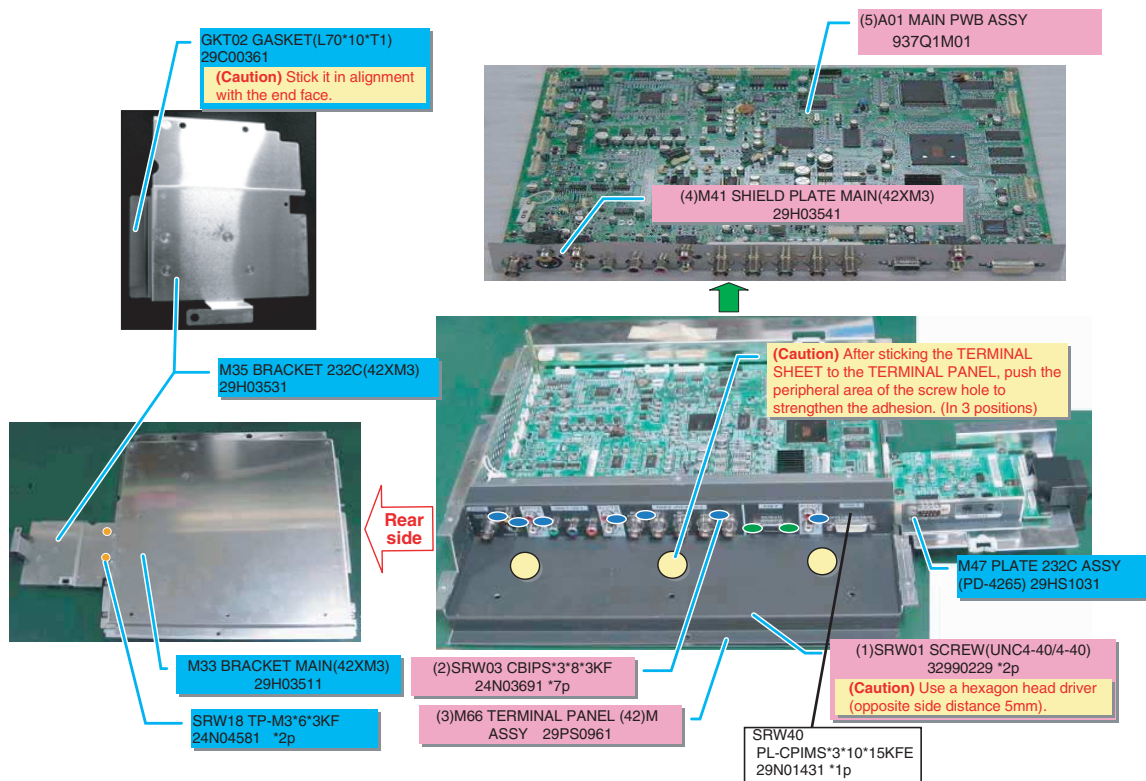 GKT02 GASKET(L70*10*T1)
29C00361
(Caution) Stick it in alignment
with the end face.
(5)A01 MAIN PWB ASSY
937Q1M01
(4)M41 SHIELD PLATE MAIN(42XM3)
29H03541
M35 BRACKET 232C(42XM3)
29H03531
(Caution) After sticking the TERMINAL
SHEET to the TERMINAL PANEL, push the
peripheral area of the screw hole to
strengthen the adhesion. (In 3 positions)
Rear
side
M47 PLATE 232C ASSY
(PD-4265) 29HS1031
M33 BRACKET MAIN(42XM3)
29H03511
SRW18 TP-M3*6*3KF
24N04581 *2p
(2)SRW03 CBIPS*3*8*3KF
24N03691 *7p
(3)M66 TERMINAL PANEL (42)M
ASSY 29PS0961
(1)SRW01 SCREW(UNC4-40/4-40)
32990229 *2p
(Caution) Use a hexagon head driver
(opposite side distance 5mm).
SRW40
PL-CPIMS*3*10*15KFE
29N01431 *1p